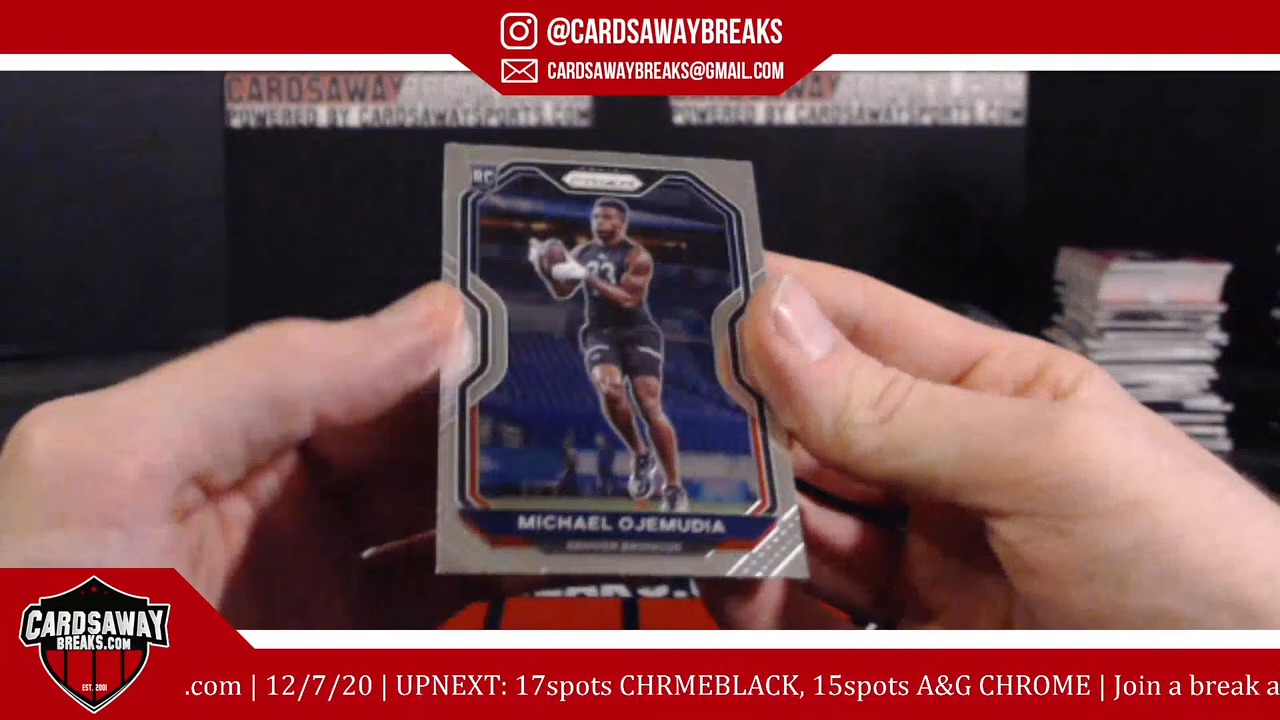 @CARDSAWAYBREAKS
CARDSAWAYBREAKS@GMAIL.COM
CARDSAWAY
POWERED BY CARDSAWAYSPORTS.COM
POWERED BY CARDSAWAYSPORTS.COM
RC
PRIZM
23
MICHAEL OJEMUDIA
DENVER BRONCOS
CARDSAWAY
BREAKS.COM
EST. 2001
.com | 12/7/20 | UPNEXT: 17spots CHRMEBLACK, 15spots A&G CHROME | Join a break a